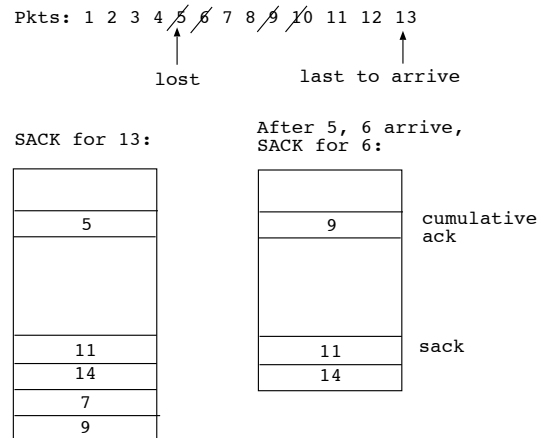 Pkts: 1 2 3 4 5 6 7 8 9 10 11 12 13
lost
last to arrive
SACK for 13:
After 5, 6 arrive,
SACK for 6:
5
11
14
7
9
9
11
14
cumulative
ack
sack